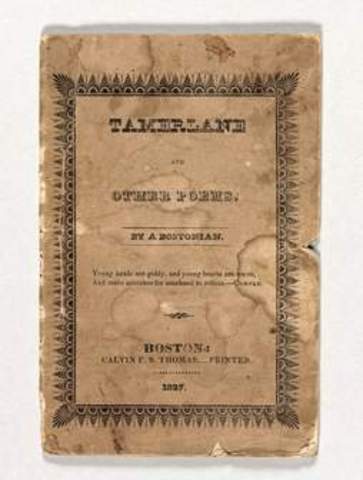 TAMERLANE
AND
OTHER POEMS.
BY A BOSTONIAN.
Young heads are giddy, and young hearts are warm,
And make mistakes for manhood to reform.—COWPER.
BOSTON:
CALVIN F. S. THOMAS.....PRINTER.
1827.